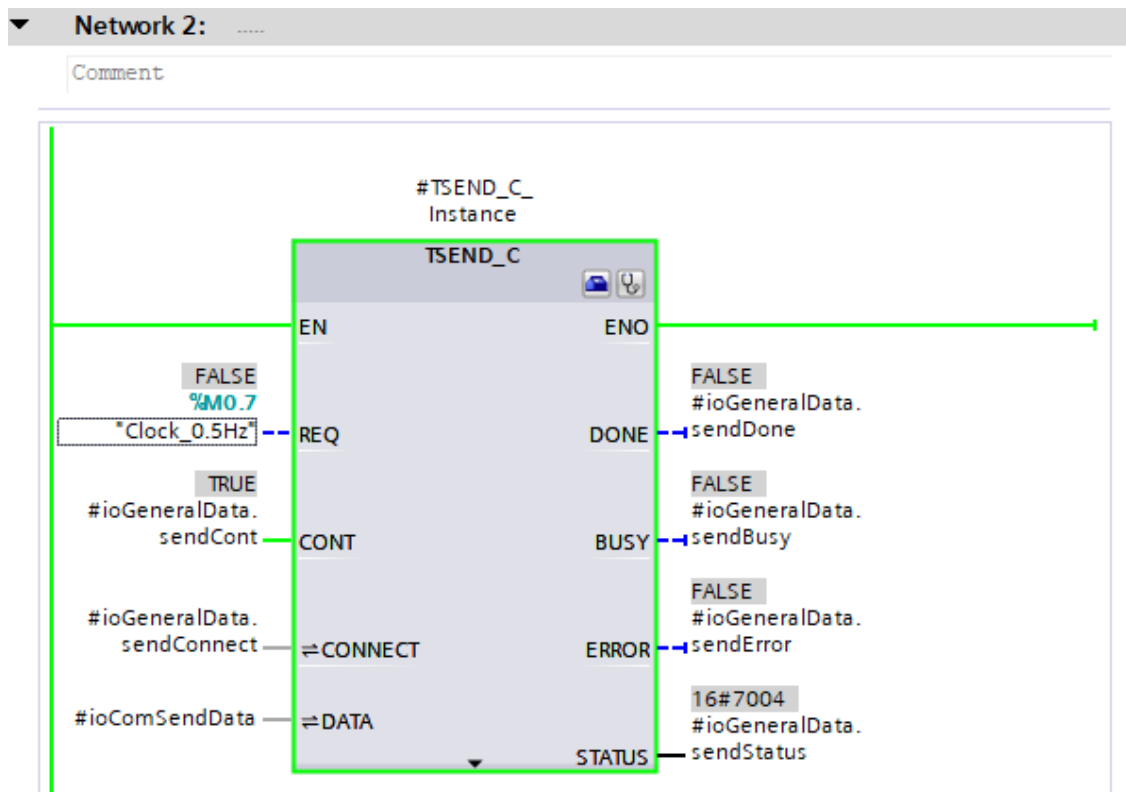 Network 2: .....
Comment
#TSEND_C_
Instance
TSEND_C
EN
ENO
FALSE
%M0.7
"Clock_0.5Hz"
REQ
FALSE
#ioGeneralData.
sendDone
DONE
TRUE
#ioGeneralData.
sendCont
CONT
FALSE
#ioGeneralData.
sendBusy
BUSY
#ioGeneralData.
sendConnect
CONNECT
FALSE
#ioGeneralData.
sendError
ERROR
#ioComSendData
DATA
16#7004
#ioGeneralData.
sendStatus
STATUS